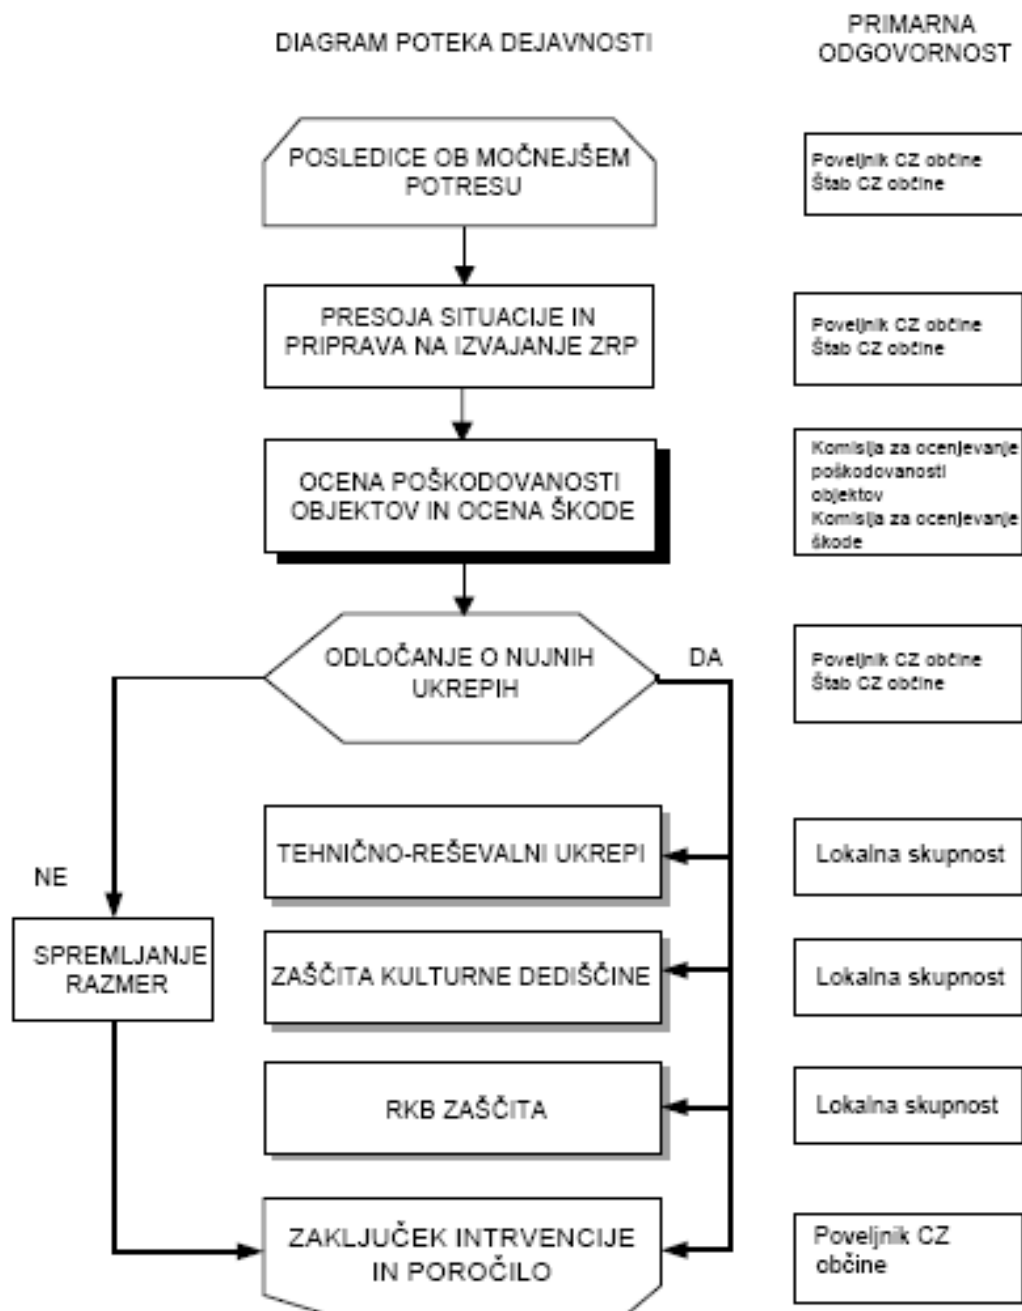 DIAGRAM POTEKA DEJAVNOSTI
PRIMARNA
ODGOVORNOST
POSLEDICE OB MOČNEJŠEM
POTRESU
Poveljnik CZ občine
Štab CZ občine
PRESOJA SITUACIJE IN
PRIPRAVA NA IZVAJANJE ZRP
Poveljnik CZ občine
Štab CZ občine
OCENA POŠKODOVANOSTI
OBJEKTOV IN OCENA ŠKODE
Komisija za ocenjevanje
poškodovanosti
objektov
Komisija za ocenjevanje
škode
ODLOČANJE O NUJNIH
UKREPIH
DA
Poveljnik CZ občine
Štab CZ občine
TEHNIČNO-REŠEVALNI UKREPI
Lokalna skupnost
NE
SPREMLJANJE
RAZMER
ZAŠČITA KULTURNE DEDIŠČINE
Lokalna skupnost
RKB ZAŠČITA
Lokalna skupnost
ZAKLJUČEK INTRVENCIJE
IN POROČILO
Poveljnik CZ
občine